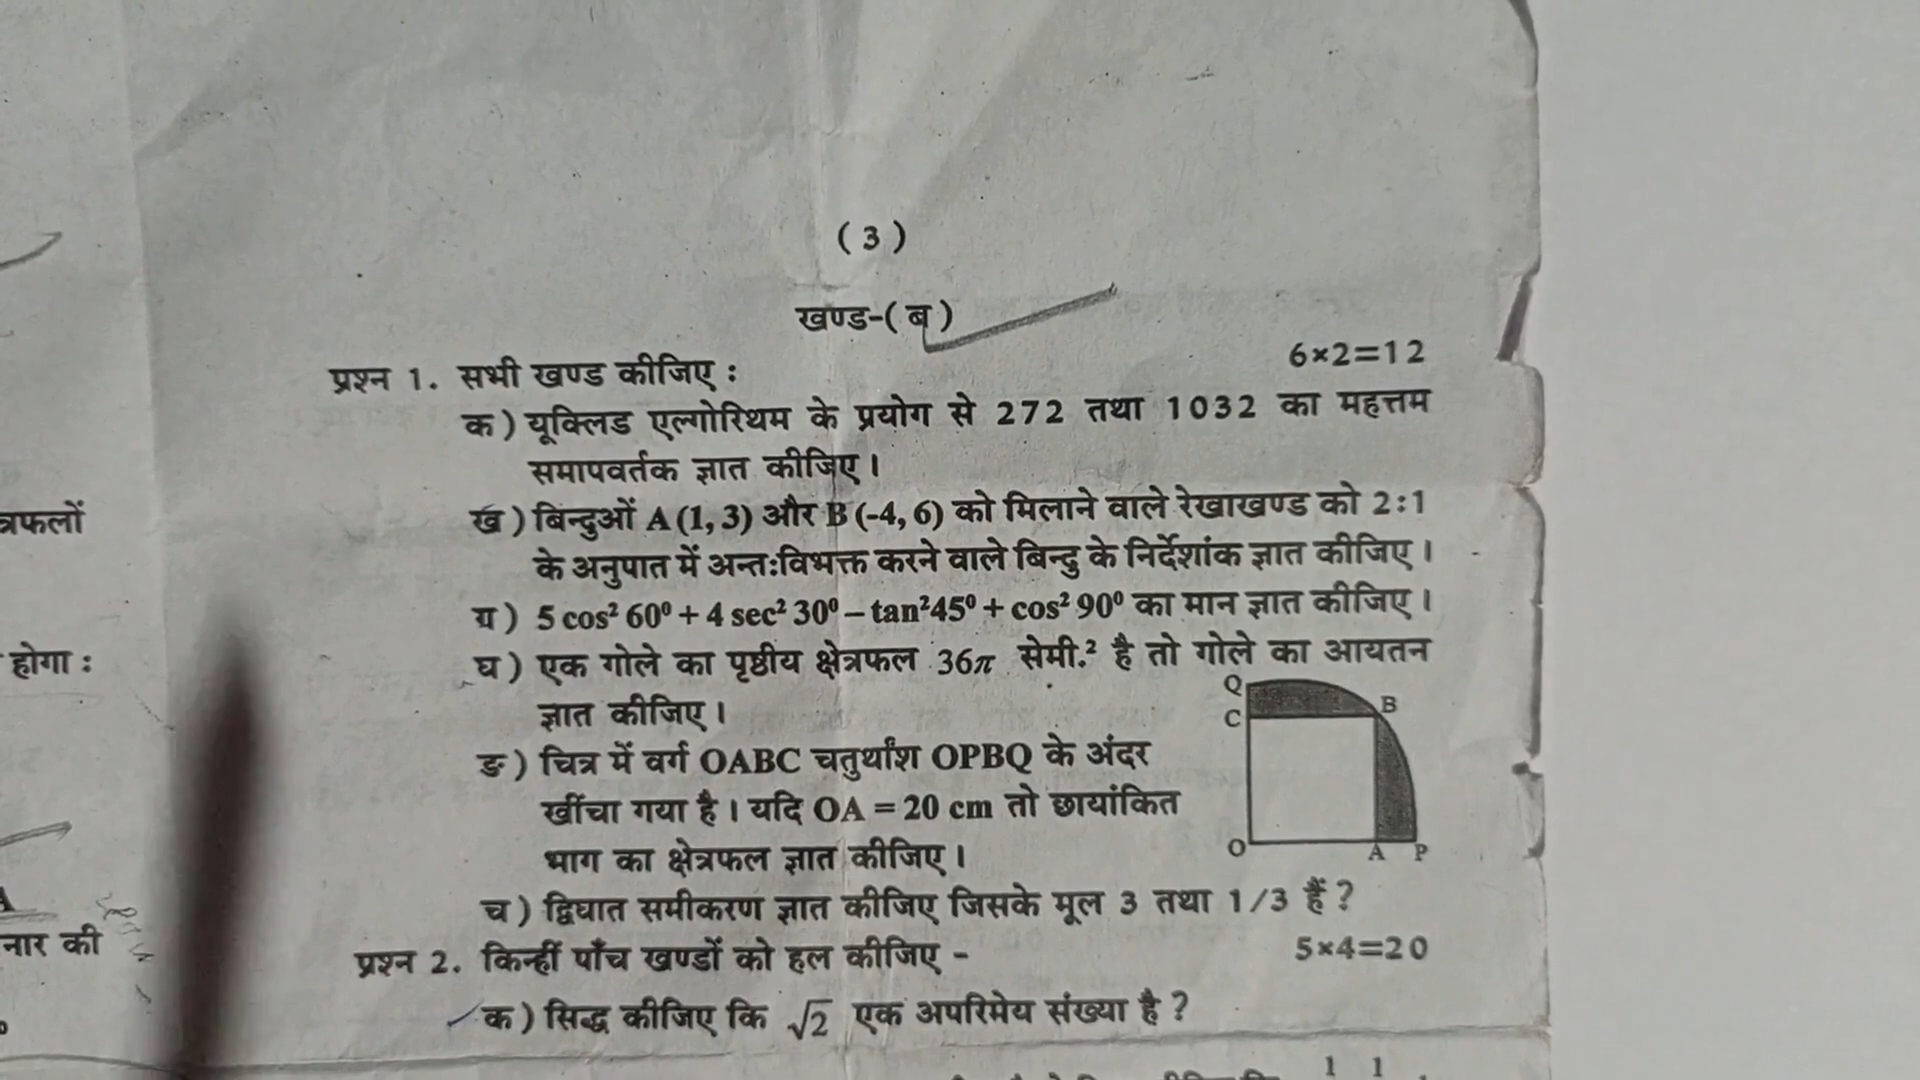 ( 3 )
खण्ड-( ब )
6×2=12
प्रश्न 1. सभी खण्ड कीजिए :
क ) यूक्लिड एल्गोरिथम के प्रयोग से 272 तथा 1032 का महत्तम
समापवर्तक ज्ञात कीजिए ।
ख ) बिन्दुओं A (1, 3) और B (-4, 6) को मिलाने वाले रेखाखण्ड को 2:1
के अनुपात में अन्तःविभक्त करने वाले बिन्दु के निर्देशांक ज्ञात कीजिए ।
ग ) 5 cos² 60⁰ + 4 sec² 30⁰ – tan²45⁰ + cos² 90⁰ का मान ज्ञात कीजिए ।
घ ) एक गोले का पृष्ठीय क्षेत्रफल 36π सेमी.² है तो गोले का आयतन
ज्ञात कीजिए ।
ङ ) चित्र में वर्ग OABC चतुर्थांश OPBQ के अंदर
खींचा गया है । यदि OA = 20 cm तो छायांकित
भाग का क्षेत्रफल ज्ञात कीजिए ।
Q
C
B
O
A
P
च ) द्विघात समीकरण ज्ञात कीजिए जिसके मूल 3 तथा 1/3 हैं ?
प्रश्न 2. किन्हीं पाँच खण्डों को हल कीजिए -
5×4=20
क ) सिद्ध कीजिए कि √2 एक अपरिमेय संख्या है ?
1 1
त्रफलों
होगा :
नार की